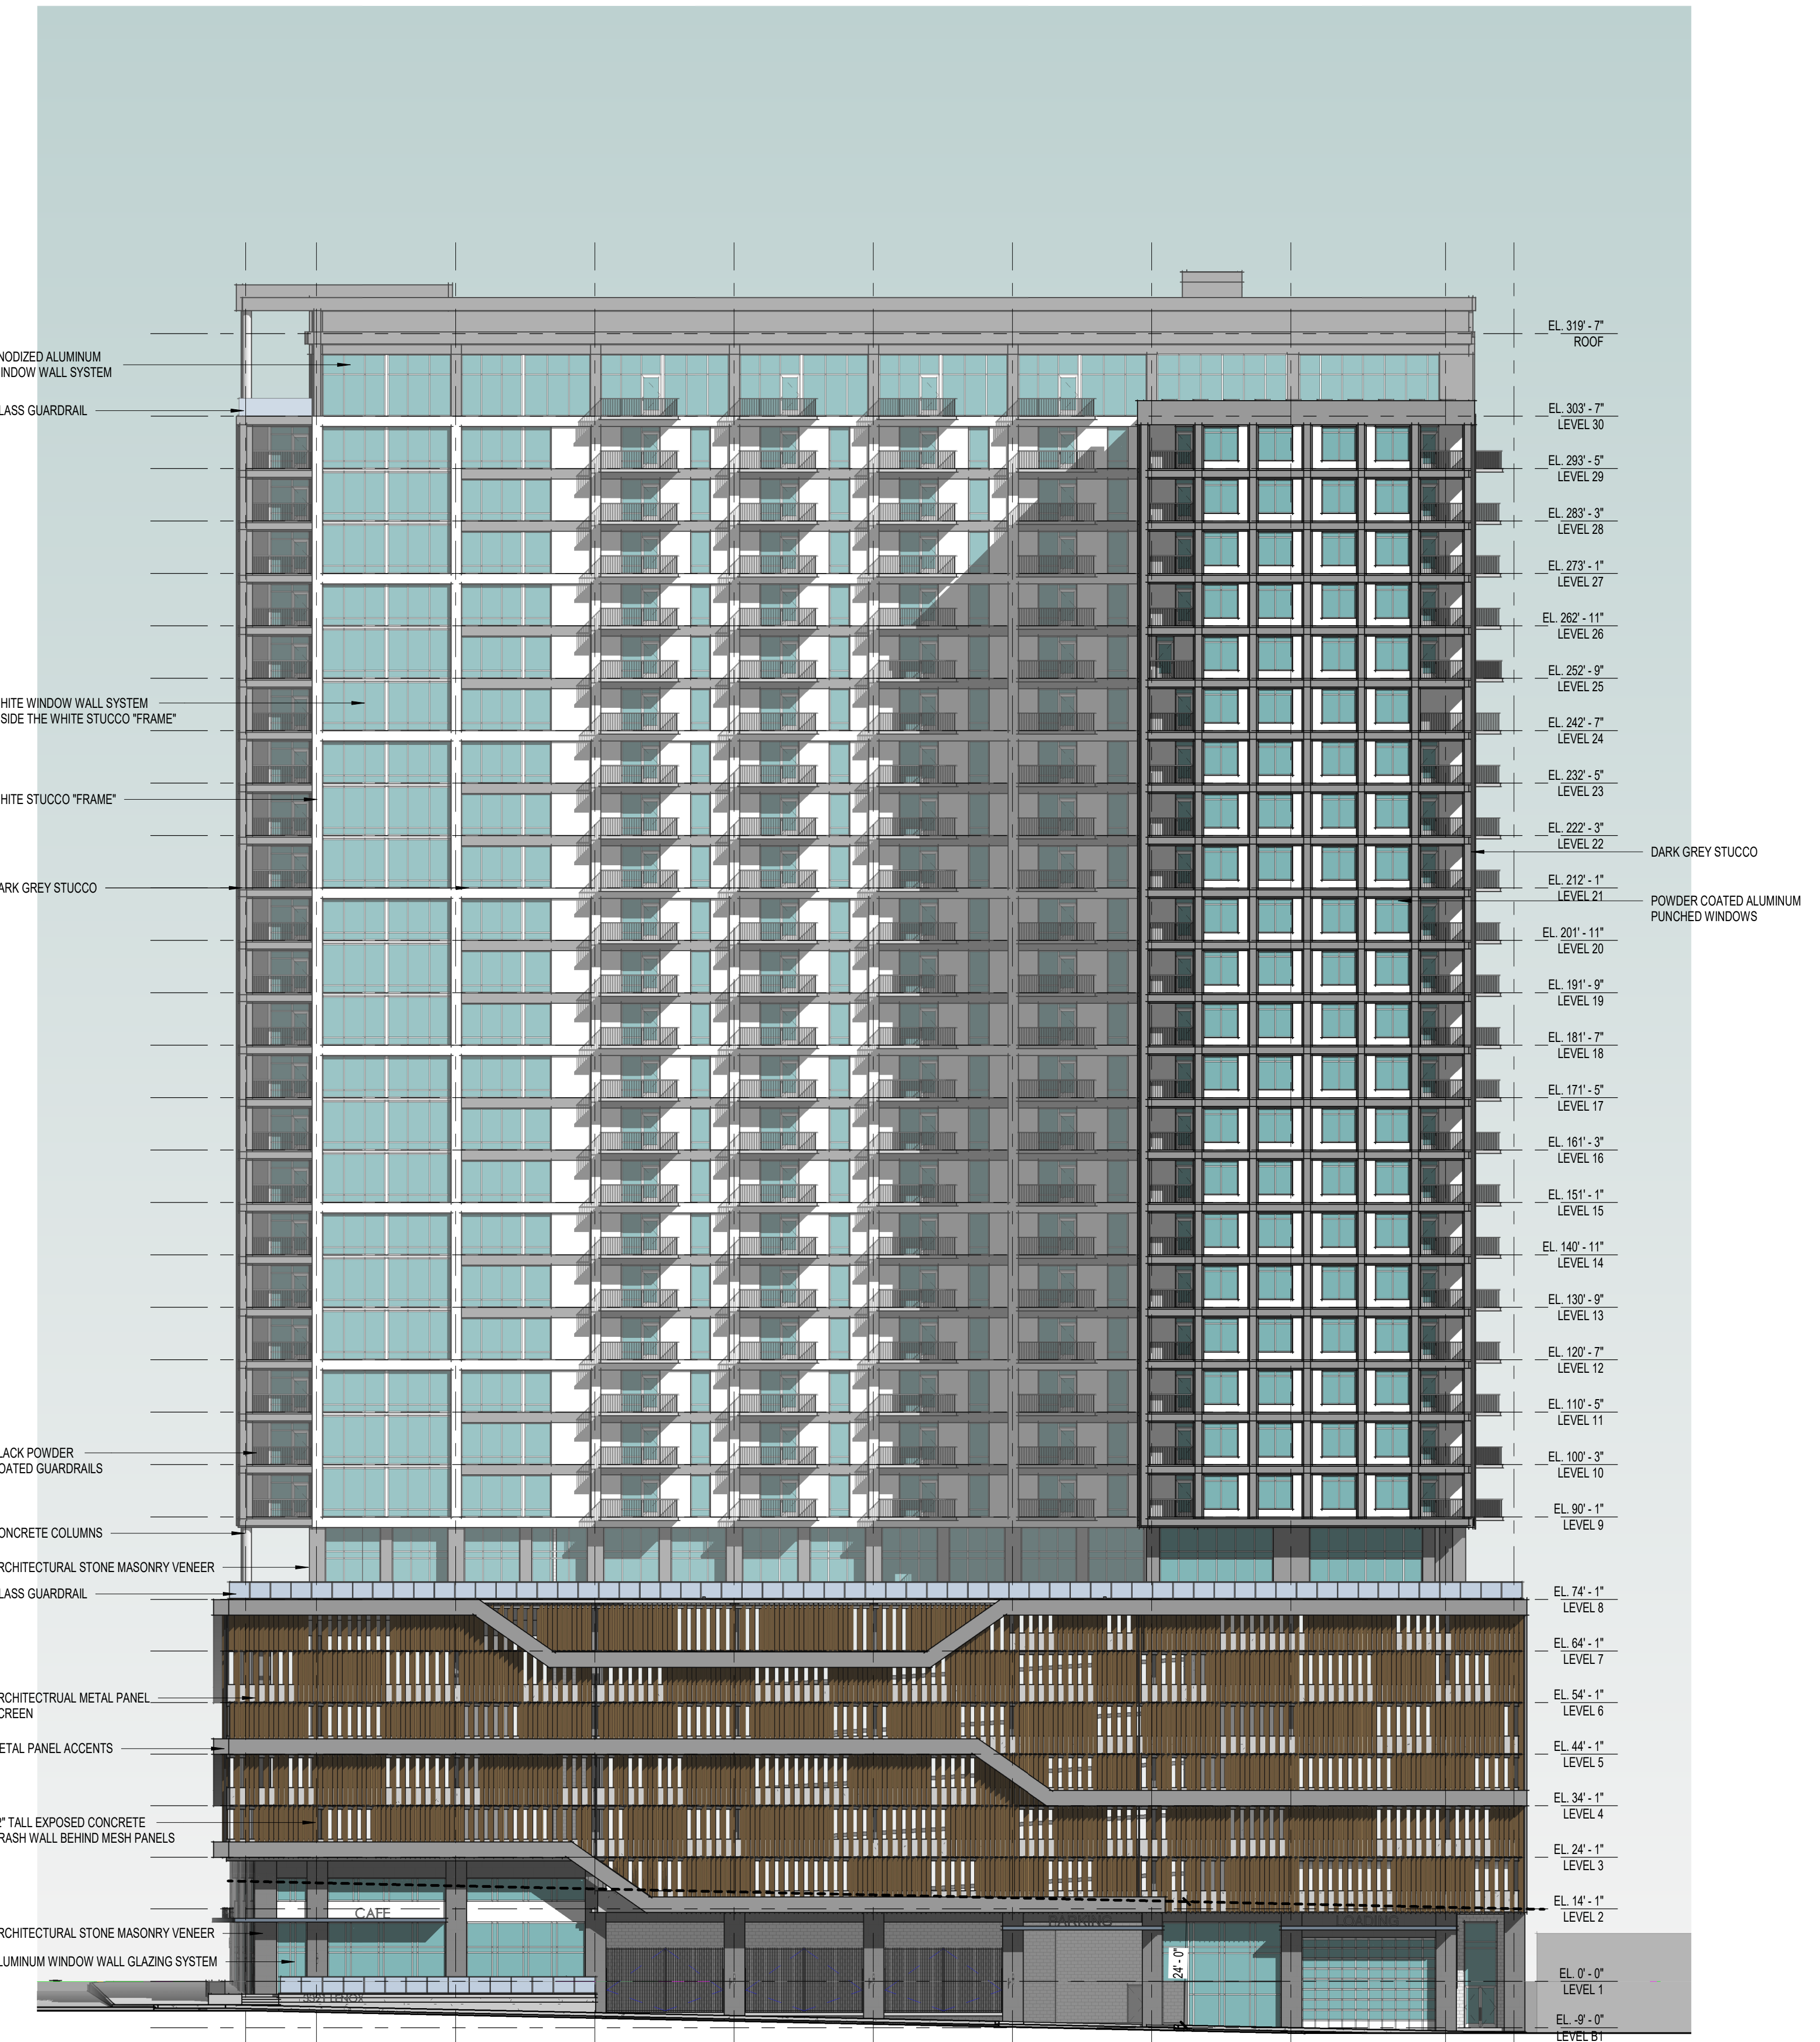 NODIZED ALUMINUM
INDOW WALL SYSTEM
LASS GUARDRAIL
HITE WINDOW WALL SYSTEM
SIDE THE WHITE STUCCO "FRAME"
HITE STUCCO "FRAME"
ARK GREY STUCCO
LACK POWDER
OATED GUARDRAILS
ONCRETE COLUMNS
RCHITECTURAL STONE MASONRY VENEER
LASS GUARDRAIL
RCHITECTRUAL METAL PANEL
CREEN
ETAL PANEL ACCENTS
2" TALL EXPOSED CONCRETE
RASH WALL BEHIND MESH PANELS
RCHITECTURAL STONE MASONRY VENEER
LUMINUM WINDOW WALL GLAZING SYSTEM
CAFE
3321 LENOX
PARKING
LOADING
24' - 0"
EL. 319' - 7"
ROOF
EL. 303' - 7"
LEVEL 30
EL. 293' - 5"
LEVEL 29
EL. 283' - 3"
LEVEL 28
EL. 273' - 1"
LEVEL 27
EL. 262' - 11"
LEVEL 26
EL. 252' - 9"
LEVEL 25
EL. 242' - 7"
LEVEL 24
EL. 232' - 5"
LEVEL 23
EL. 222' - 3"
LEVEL 22
EL. 212' - 1"
LEVEL 21
EL. 201' - 11"
LEVEL 20
EL. 191' - 9"
LEVEL 19
EL. 181' - 7"
LEVEL 18
EL. 171' - 5"
LEVEL 17
EL. 161' - 3"
LEVEL 16
EL. 151' - 1"
LEVEL 15
EL. 140' - 11"
LEVEL 14
EL. 130' - 9"
LEVEL 13
EL. 120' - 7"
LEVEL 12
EL. 110' - 5"
LEVEL 11
EL. 100' - 3"
LEVEL 10
EL. 90' - 1"
LEVEL 9
EL. 74' - 1"
LEVEL 8
EL. 64' - 1"
LEVEL 7
EL. 54' - 1"
LEVEL 6
EL. 44' - 1"
LEVEL 5
EL. 34' - 1"
LEVEL 4
EL. 24' - 1"
LEVEL 3
EL. 14' - 1"
LEVEL 2
EL. 0' - 0"
LEVEL 1
EL. -9' - 0"
LEVEL B1
DARK GREY STUCCO
POWDER COATED ALUMINUM
PUNCHED WINDOWS